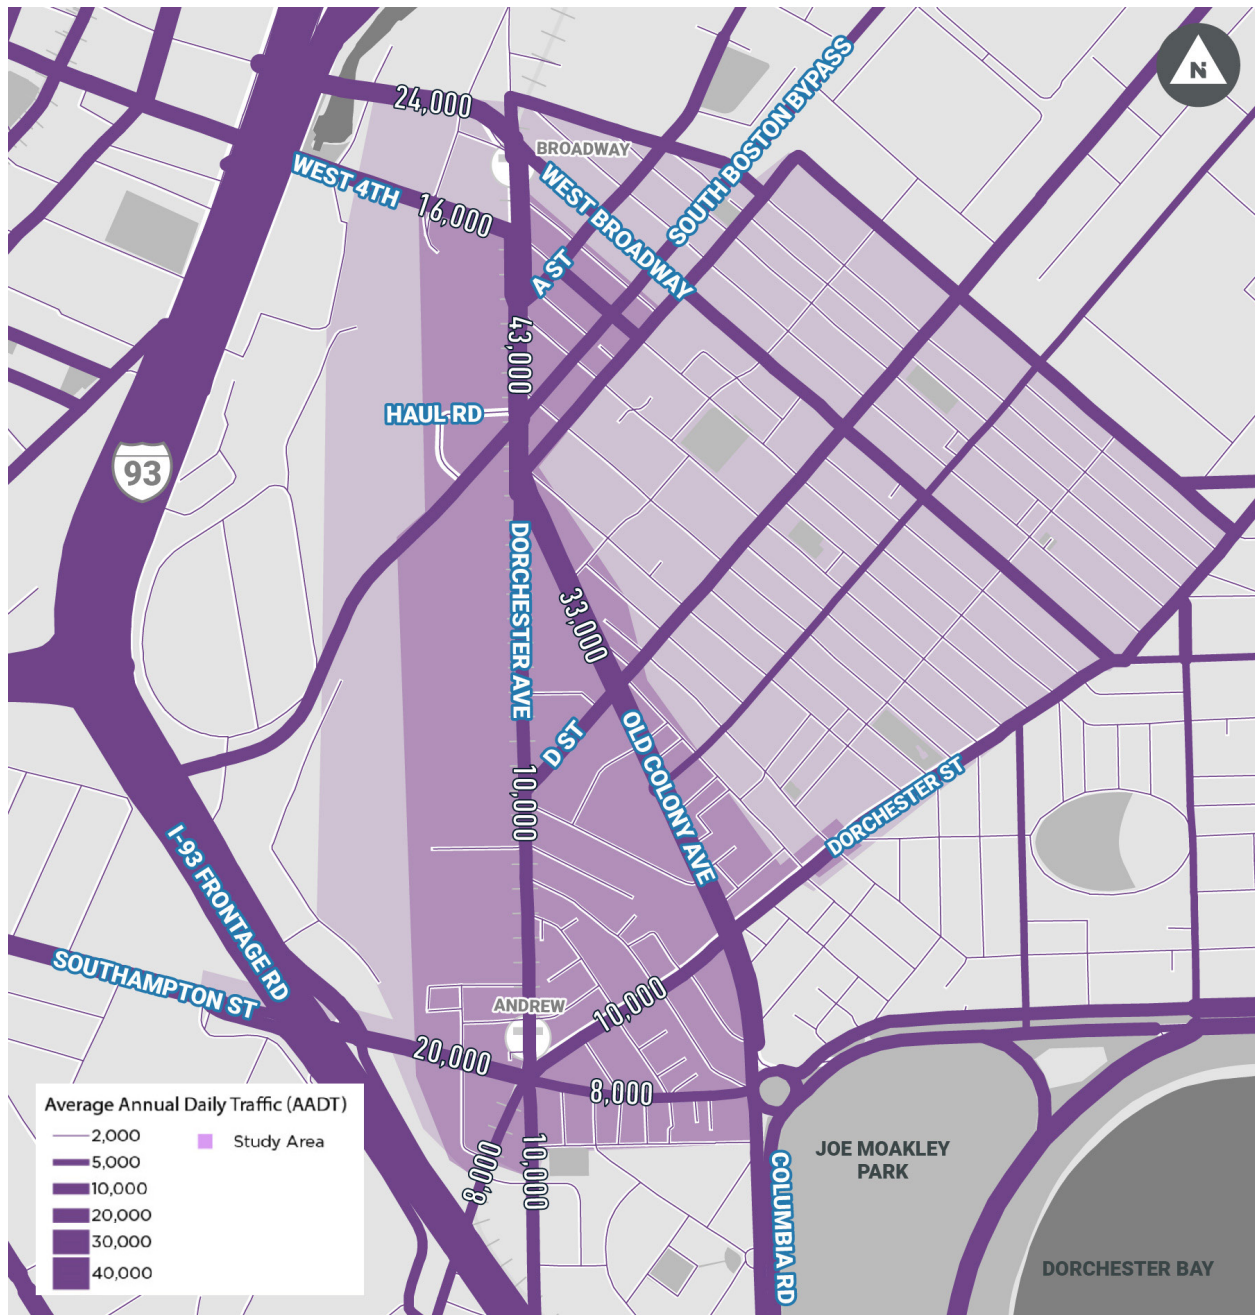 N
24,000
BROADWAY
SOUTH BOSTON BYPASS
WEST 4TH
16,000
WEST BROADWAY
A ST
43,000
HAUL RD
93
DORCHESTER AVE
33,000
D ST
10,000
OLD COLONY AVE
DORCHESTER ST
I-93 FRONTAGE RD
SOUTHAMPTON ST
ANDREW
10,000
20,000
8,000
8,000
10,000
COLUMBIA RD
JOE MOAKLEY
PARK
DORCHESTER BAY
Average Annual Daily Traffic (AADT)
2,000
5,000
10,000
20,000
30,000
40,000
Study Area